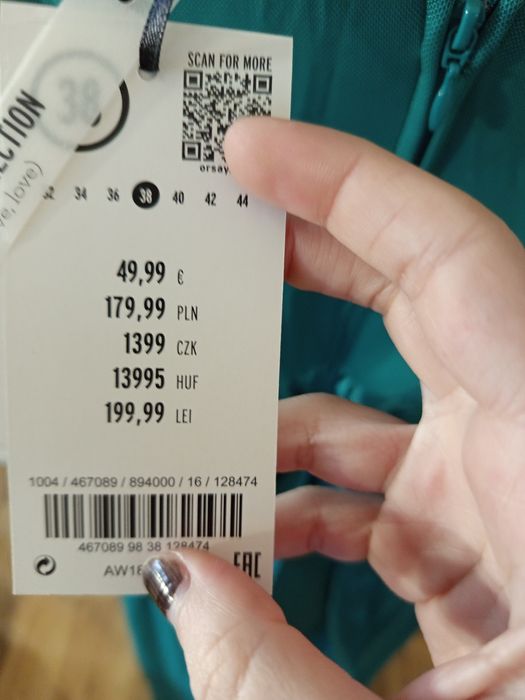 SCAN FOR MORE
orsay
38
34 36 38 40 42 44
49,99 €
179,99 PLN
1399 CZK
13995 HUF
199,99 LEI
1004 / 467089 / 894000 / 16 / 128474
467089 98 38 128474
AW18
EAC
love)